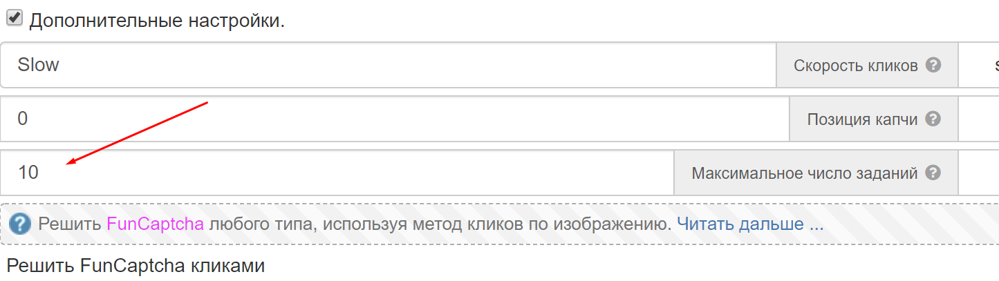 Дополнительные настройки.
Slow Скорость кликов ?
0 Позиция капчи ?
10 Максимальное число заданий ?
? Решить FunCaptcha любого типа, используя метод кликов по изображению. Читать дальше ...
Решить FunCaptcha кликами